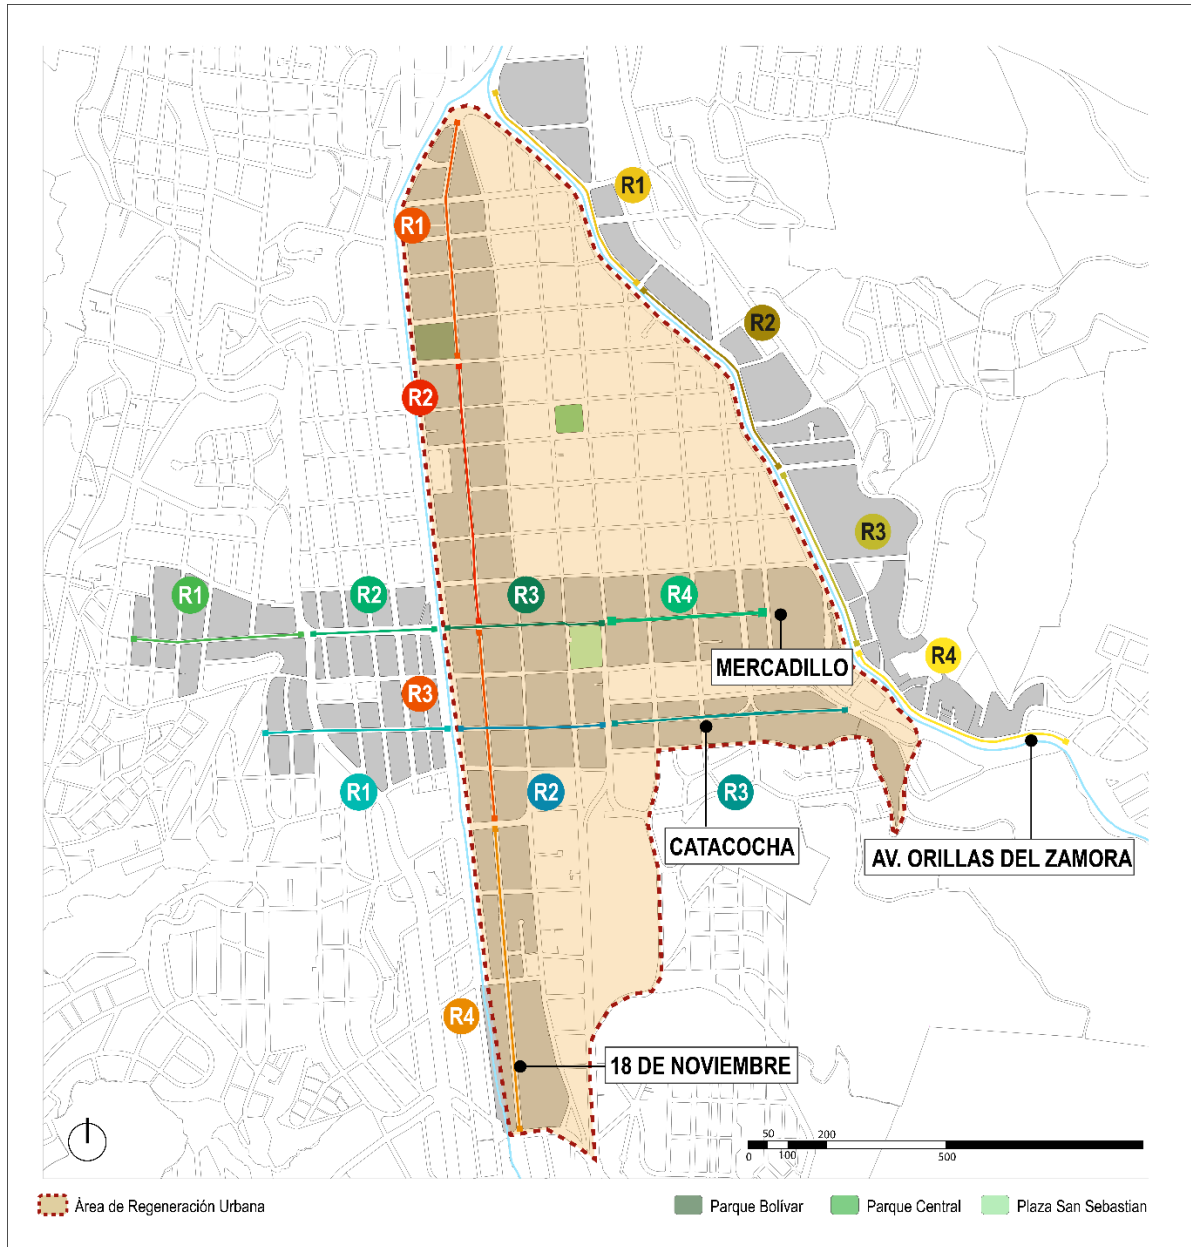 R1
R1
R2
R2
R3
R1
R2
R3
R4
R4
MERCADILLO
R3
R1
R2
R3
CATACOCHA
AV. ORILLAS DEL ZAMORA
R4
18 DE NOVIEMBRE
50
200
0
100
500
Área de Regeneración Urbana
Parque Bolívar
Parque Central
Plaza San Sebastian